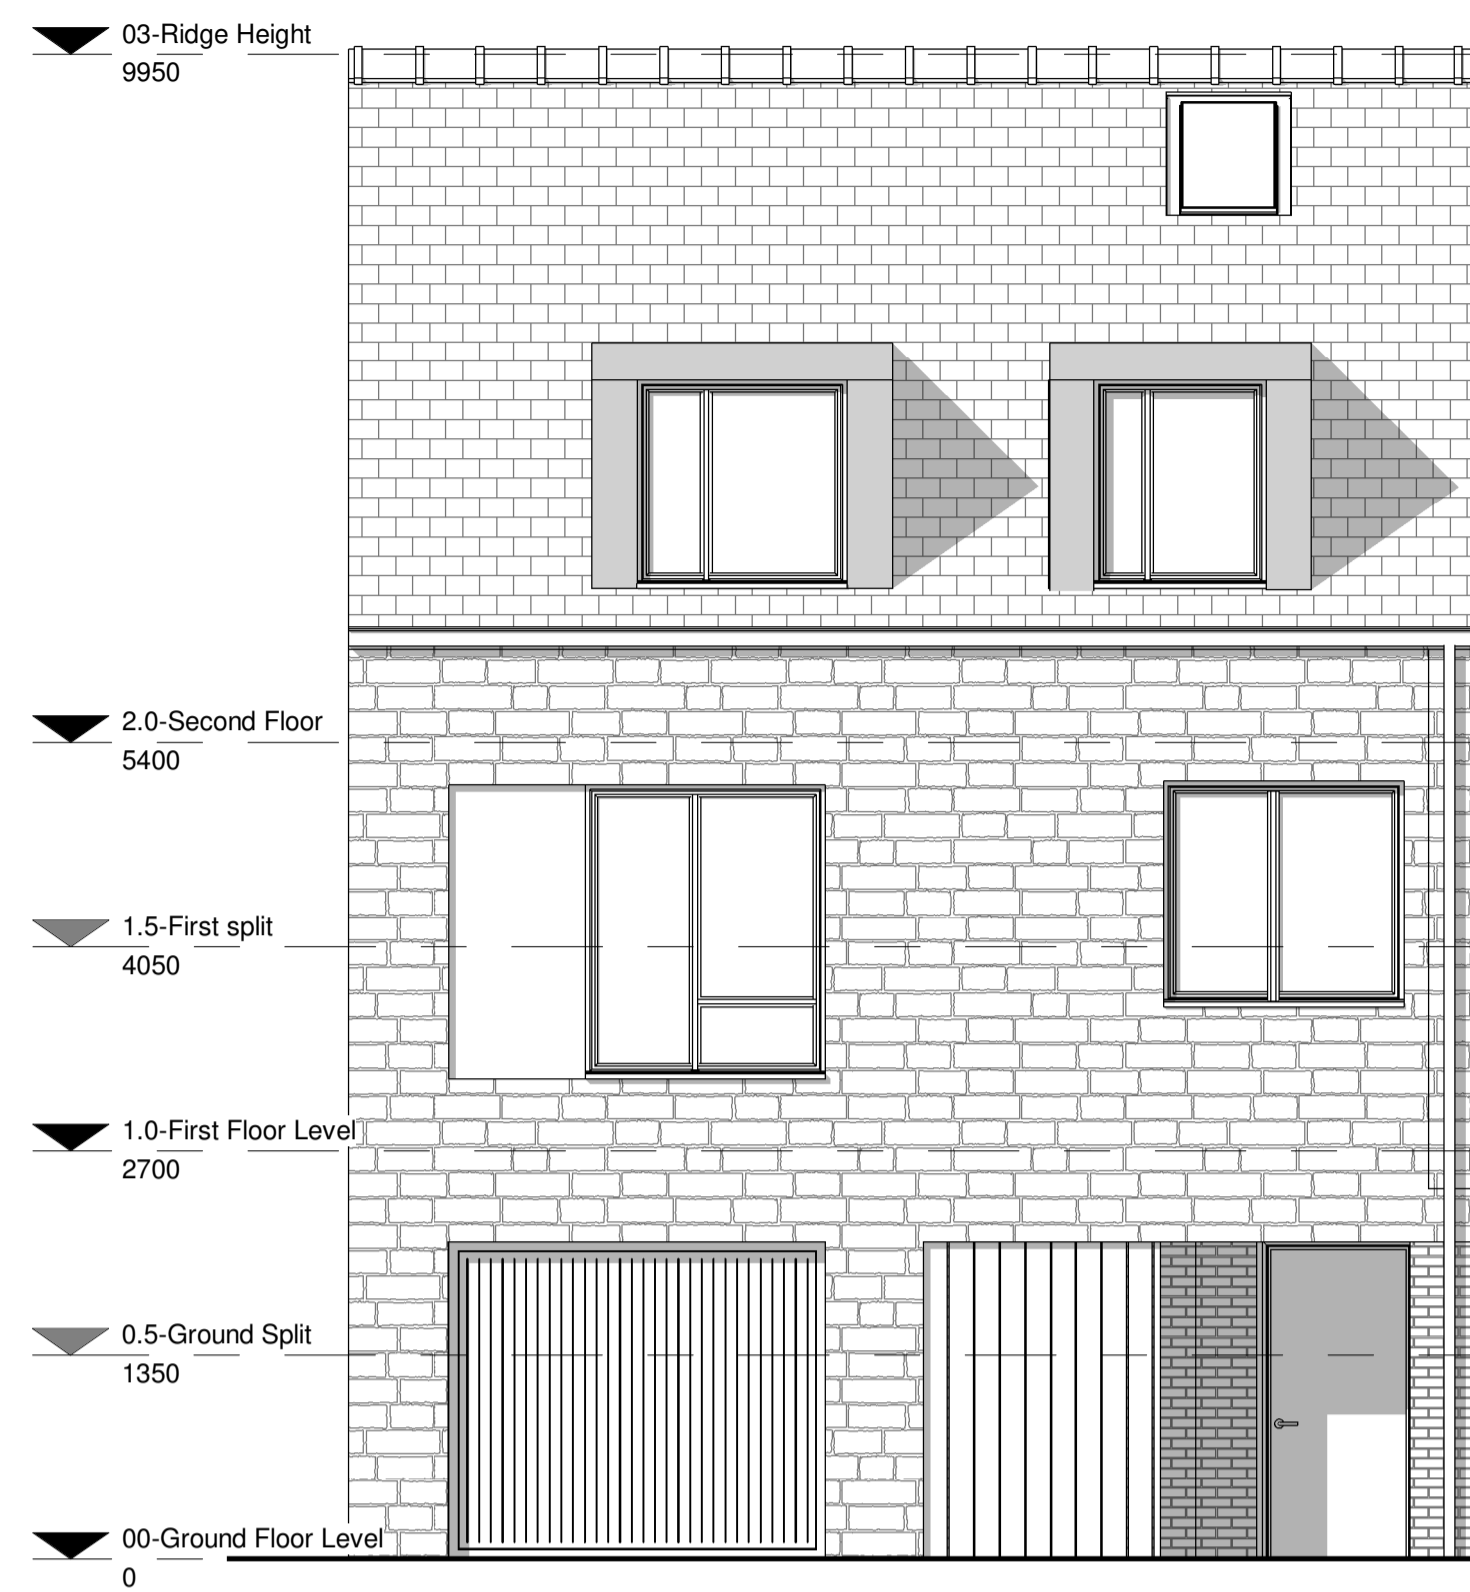 03-Ridge Height
9950
2.0-Second Floor
5400
1.5-First split
4050
1.0-First Floor Level
2700
0.5-Ground Split
1350
00-Ground Floor Level
0